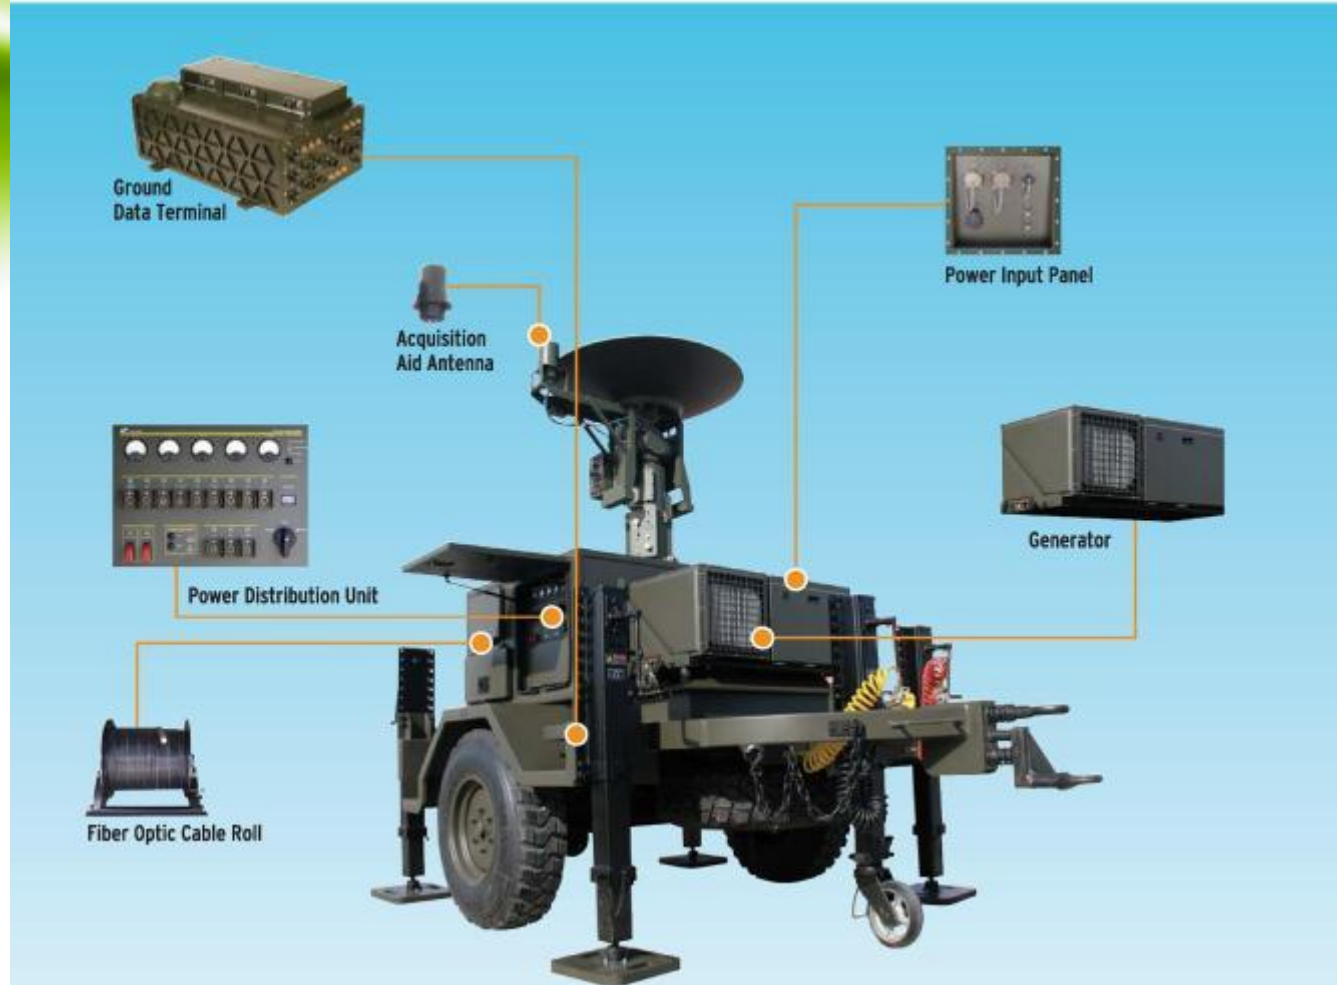 Ground
Data Terminal
Power Input Panel
Acquisition
Aid Antenna
Generator
Power Distribution Unit
Fiber Optic Cable Roll